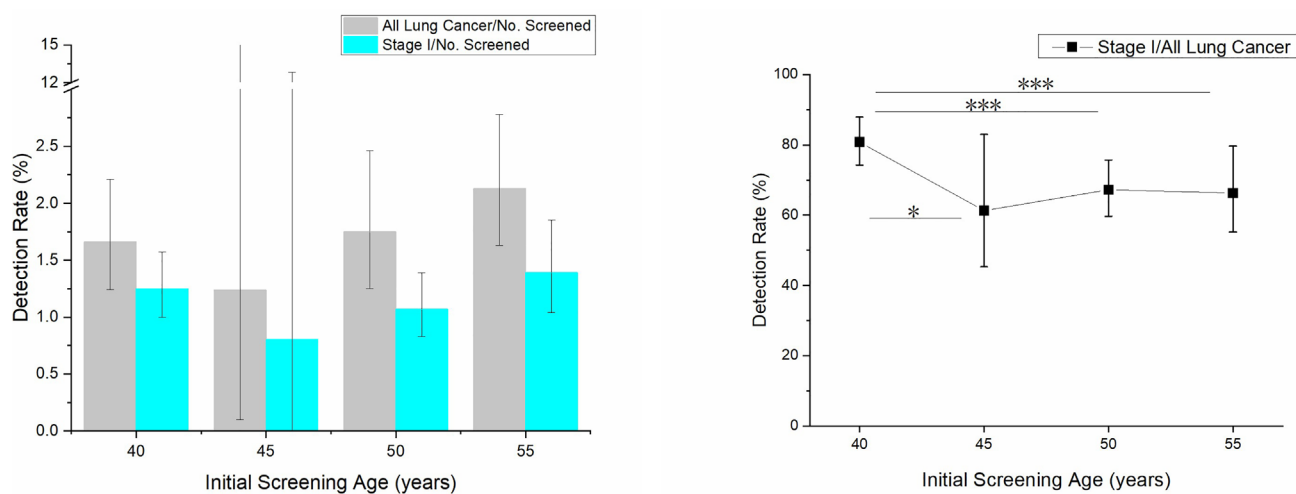 All Lung Cancer/No. Screened
Stage I/No. Screened
15
12
2.5
2.0
1.5
1.0
0.5
0.0
Detection Rate (%)
40 45 50 55
Initial Screening Age (years)
Stage I/All Lung Cancer
100
80
60
40
20
0
Detection Rate (%)
***
***
*
40 45 50 55
Initial Screening Age (years)